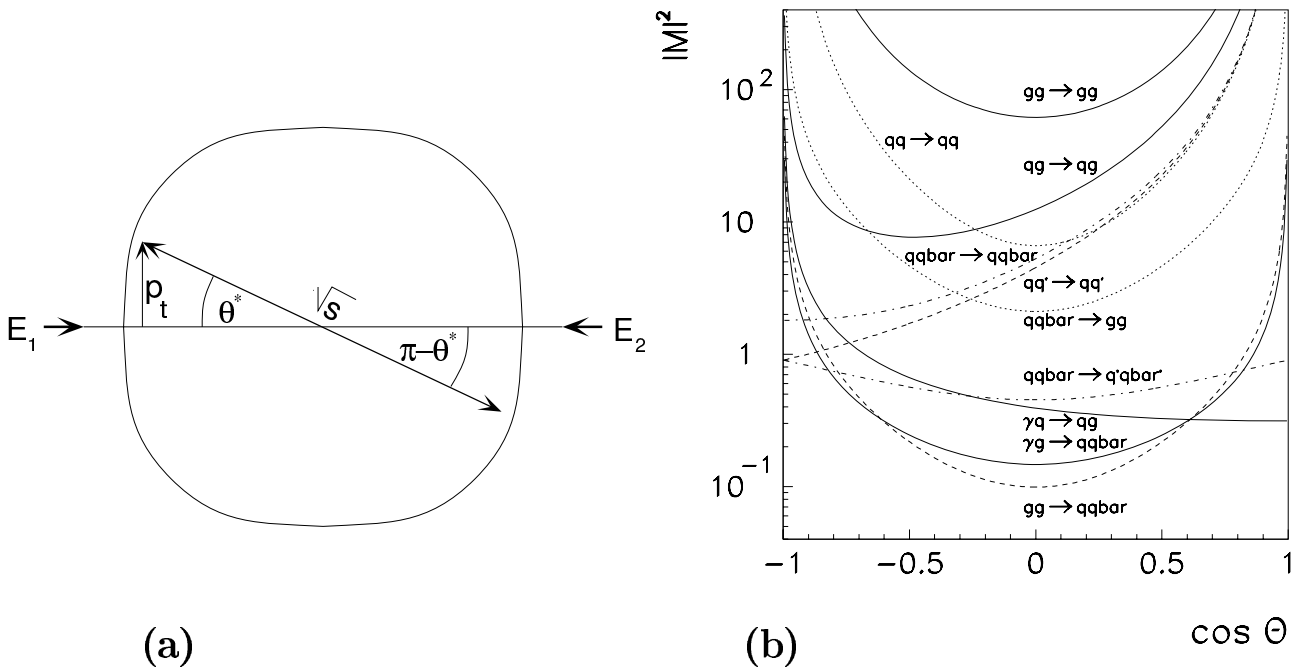 E₁
pₜ
θ*
√s
π−θ*
E₂
(a)
|M|²
10²
10
1
10⁻¹
gg → gg
qq → qq
qg → qg
qqbar → qqbar
qq' → qq'
qqbar → gg
qqbar → q'qbar'
γq → qg
γg → qqbar
gg → qqbar
−1
−0.5
0
0.5
1
cos Θ
(b)